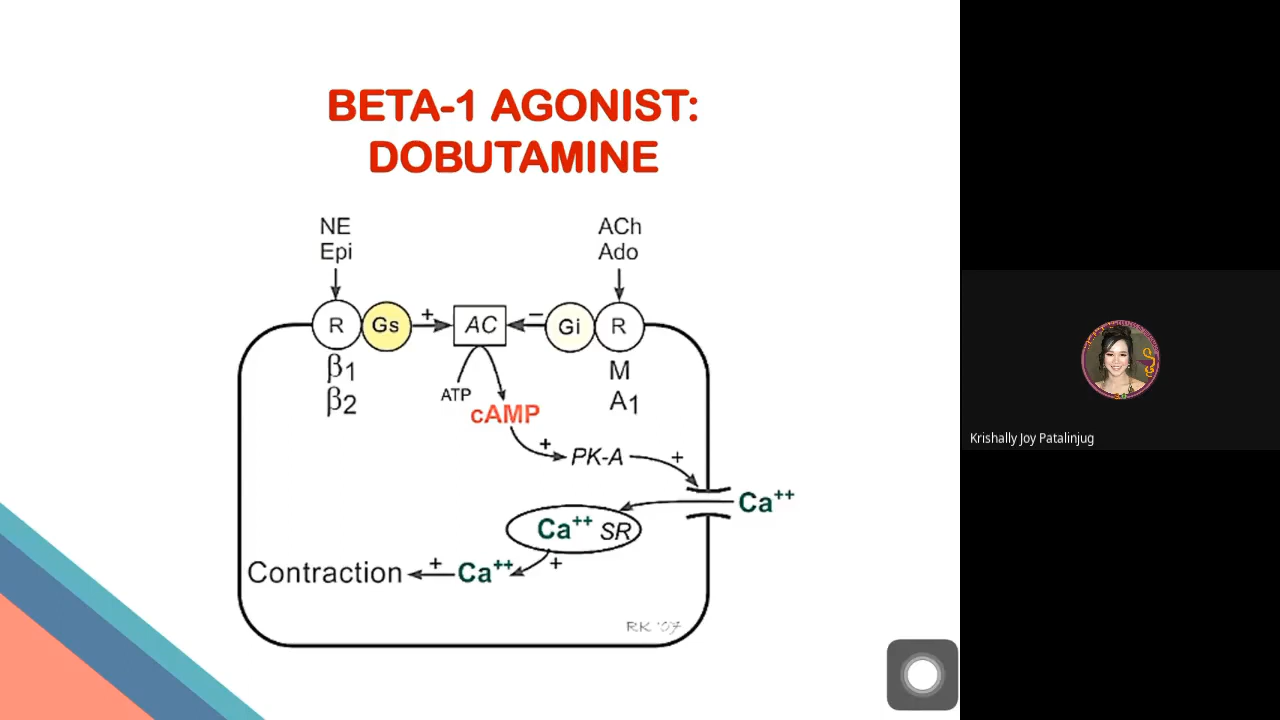 BETA-1 AGONIST:
DOBUTAMINE
NE
Epi
ACh
Ado
R
Gs
+
AC
−
Gi
R
β1
β2
M
A1
ATP
cAMP
+
PK-A
+
Ca++
Ca++ SR
+
Ca++
+
Contraction
RK '07
Krishally Joy Patalinjug